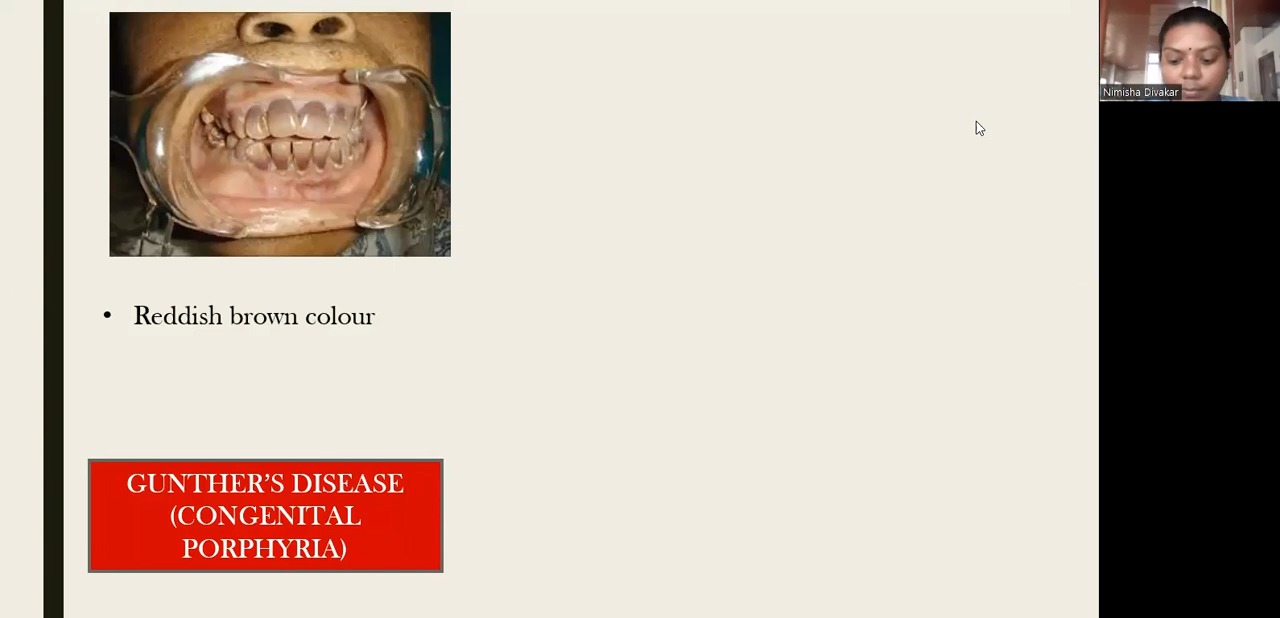 Nimisha Divakar
• Reddish brown colour
GUNTHER’S DISEASE
(CONGENITAL
PORPHYRIA)